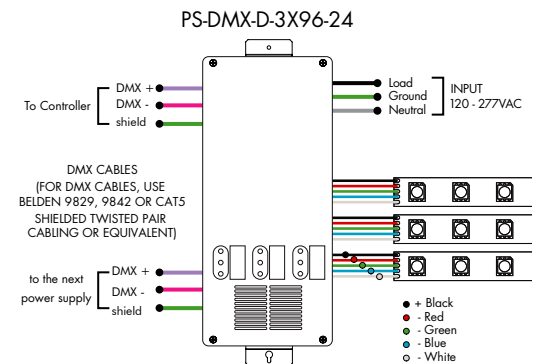 PS-DMX-D-3X96-24
To Controller
DMX +
DMX -
shield
Load
Ground
Neutral
INPUT
120 - 277VAC
DMX CABLES
(FOR DMX CABLES, USE
BELDEN 9829, 9842 OR CAT5
SHIELDED TWISTED PAIR
CABLING OR EQUIVALENT)
to the next
power supply
DMX +
DMX -
shield
+ Black
- Red
- Green
- Blue
- White